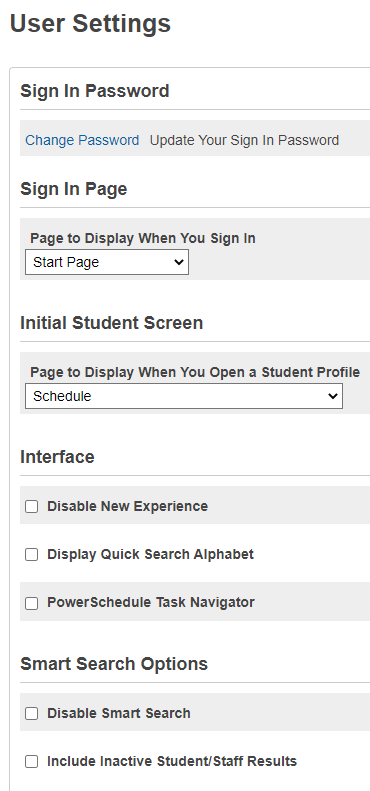 User Settings
Sign In Password
Change Password Update Your Sign In Password
Sign In Page
Page to Display When You Sign In
Start Page
Initial Student Screen
Page to Display When You Open a Student Profile
Schedule
Interface
Disable New Experience
Display Quick Search Alphabet
PowerSchedule Task Navigator
Smart Search Options
Disable Smart Search
Include Inactive Student/Staff Results